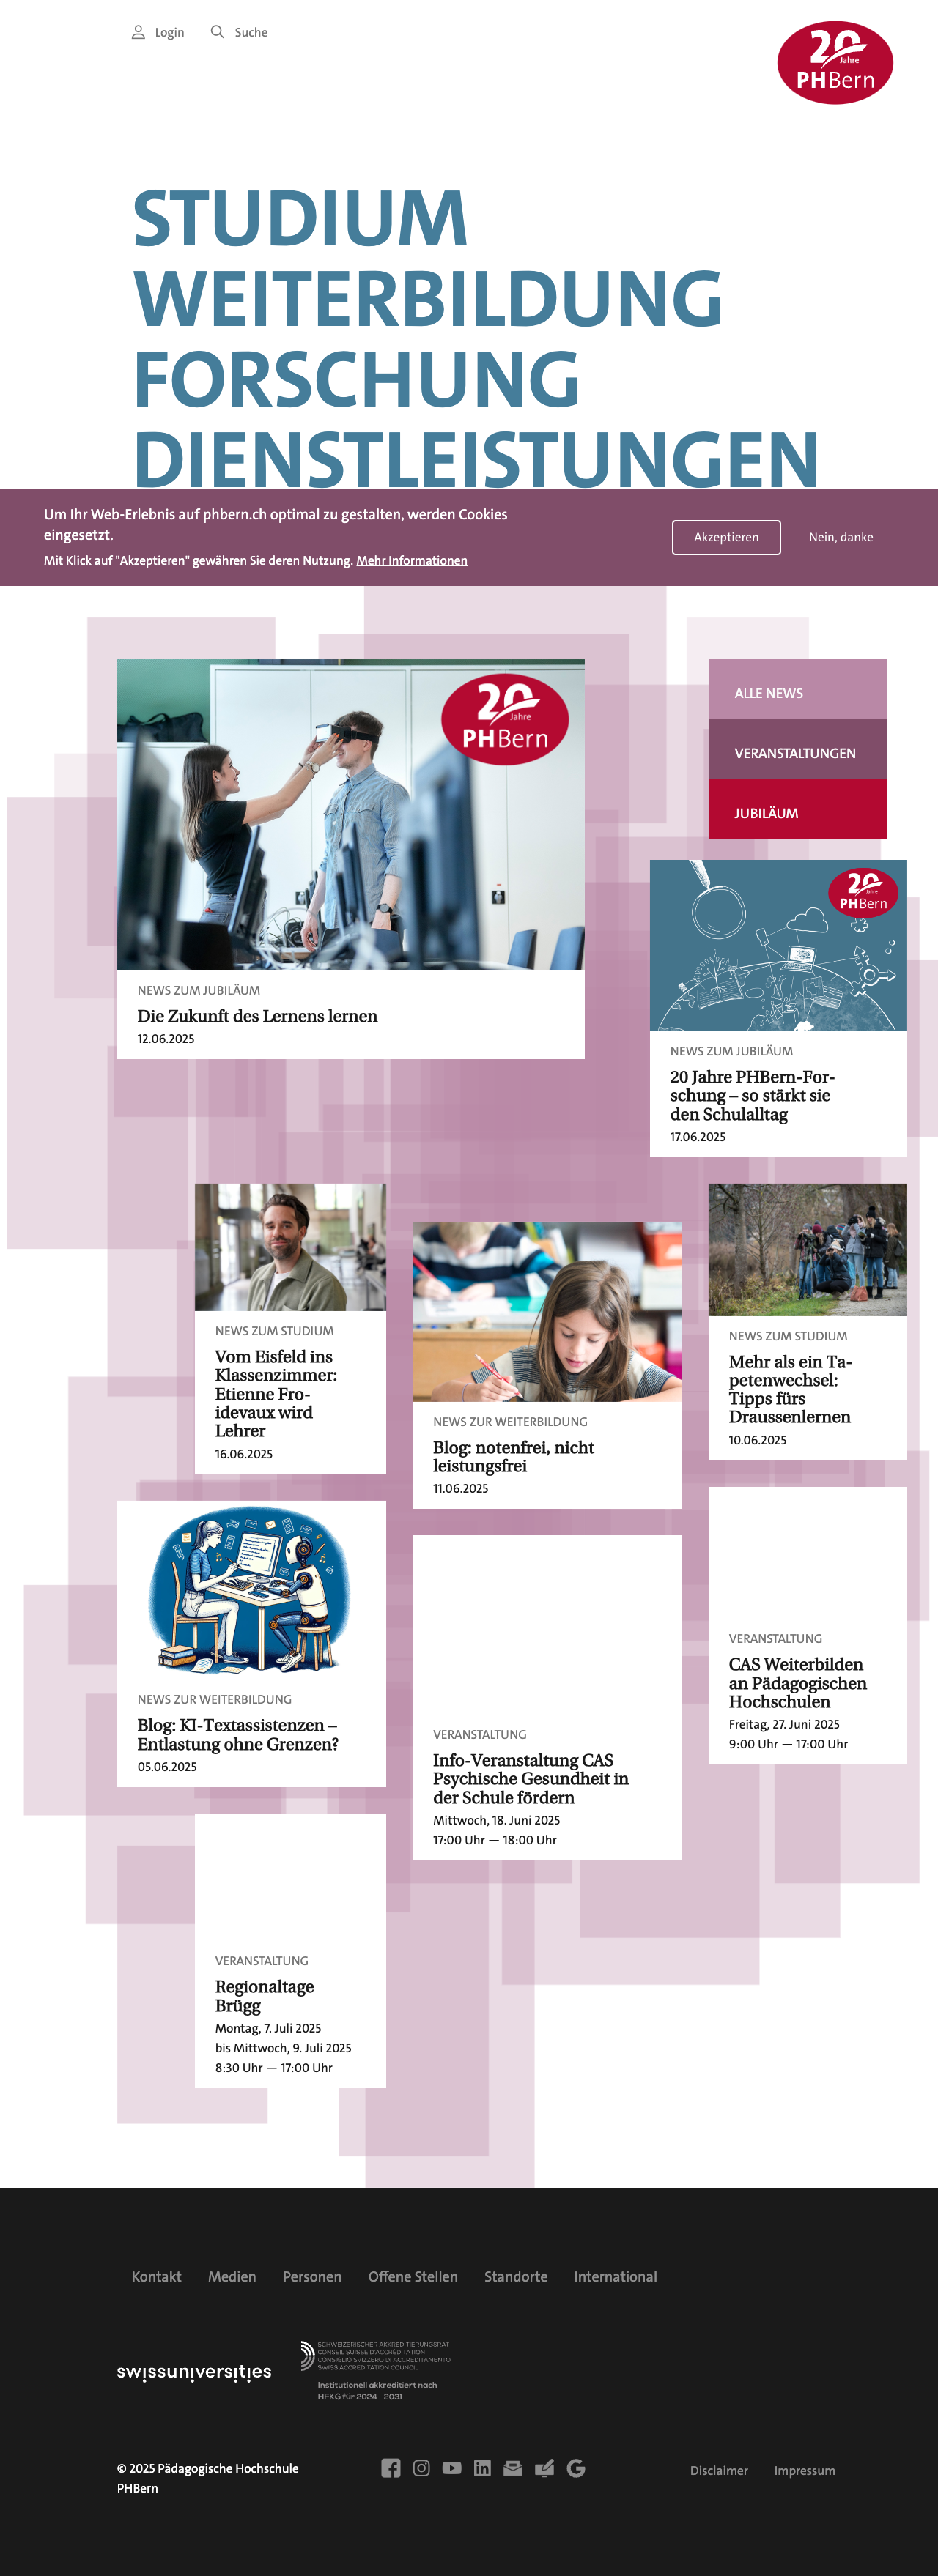 Login
Suche
20
Jahre
PHBern
STUDIUM
WEITERBILDUNG
FORSCHUNG
DIENSTLEISTUNGEN
Um Ihr Web-Erlebnis auf phbern.ch optimal zu gestalten, werden Cookies
eingesetzt.
Mit Klick auf "Akzeptieren" gewähren Sie deren Nutzung. Mehr Informationen
Akzeptieren
Nein, danke
20
Jahre
PHBern
NEWS ZUM JUBILÄUM
Die Zukunft des Lernens lernen
12.06.2025
ALLE NEWS
VERANSTALTUNGEN
JUBILÄUM
20
Jahre
PHBern
NEWS ZUM JUBILÄUM
20 Jahre PHBern-For-
schung – so stärkt sie
den Schulalltag
17.06.2025
NEWS ZUM STUDIUM
Vom Eisfeld ins
Klassenzimmer:
Etienne Fro-
idevaux wird
Lehrer
16.06.2025
NEWS ZUR WEITERBILDUNG
Blog: notenfrei, nicht
leistungsfrei
11.06.2025
NEWS ZUM STUDIUM
Mehr als ein Ta-
petenwechsel:
Tipps fürs
Draussenlernen
10.06.2025
NEWS ZUR WEITERBILDUNG
Blog: KI-Textassistenzen –
Entlastung ohne Grenzen?
05.06.2025
VERANSTALTUNG
Info-Veranstaltung CAS
Psychische Gesundheit in
der Schule fördern
Mittwoch, 18. Juni 2025
17:00 Uhr — 18:00 Uhr
VERANSTALTUNG
CAS Weiterbilden
an Pädagogischen
Hochschulen
Freitag, 27. Juni 2025
9:00 Uhr — 17:00 Uhr
VERANSTALTUNG
Regionaltage
Brügg
Montag, 7. Juli 2025
bis Mittwoch, 9. Juli 2025
8:30 Uhr — 17:00 Uhr
Kontakt
Medien
Personen
Offene Stellen
Standorte
International
swissuniversities
SCHWEIZERISCHER AKKREDITIERUNGSRAT
CONSEIL SUISSE D'ACCRÉDITATION
CONSIGLIO SVIZZERO DI ACCREDITAMENTO
SWISS ACCREDITATION COUNCIL
Institutionell akkreditiert nach
HFKG für 2024 - 2031
© 2025 Pädagogische Hochschule
PHBern
Disclaimer
Impressum